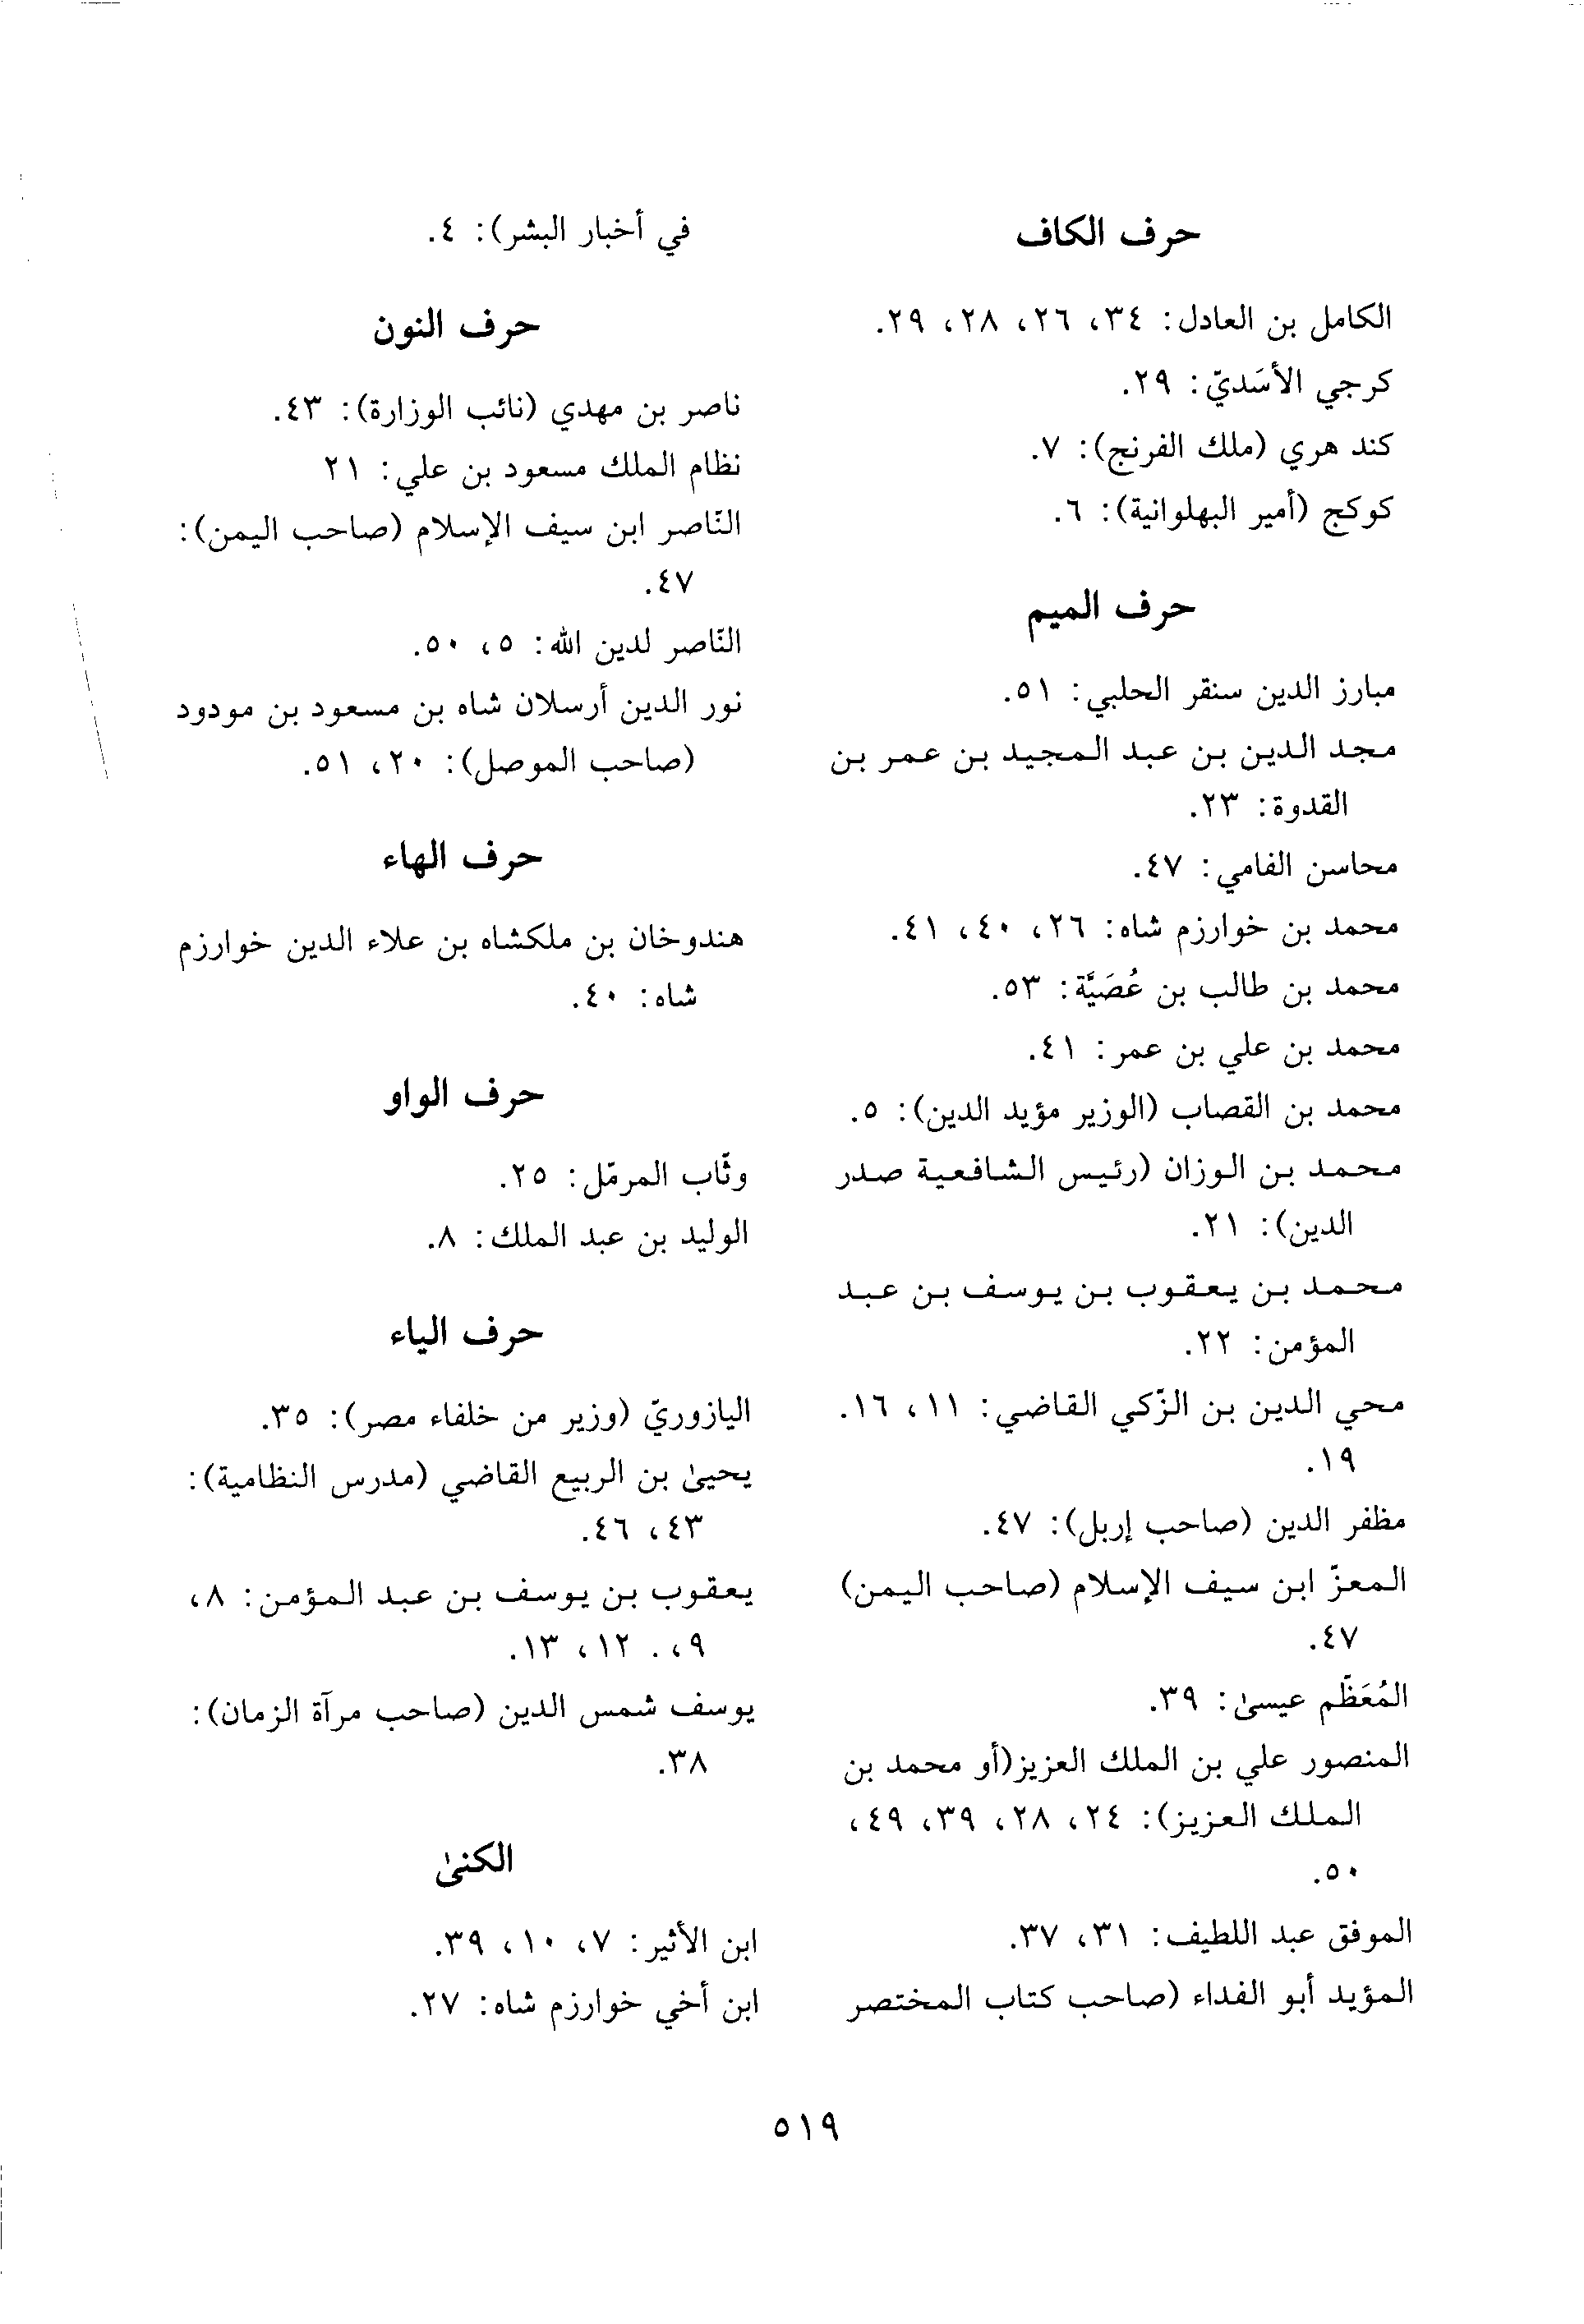 حرف الكاف
الكامل بن العادل: ٣٤، ٢٦، ٢٨، ٢٩.
كرجي الأسَديّ: ٢٩.
كند هري (ملك الفرنج): ٧.
كوكج (أمير البهلوانية): ٦.
حرف الميم
مبارز الدين سنقر الحلبي: ٥١.
مجد الدين بن عبد المجيد بن عمر بن
القدوة: ٢٣.
محاسن الفامي: ٤٧.
محمد بن خوارزم شاه: ٢٦، ٤٠، ٤١.
محمد بن طالب بن عُصَيَّة: ٥٣.
محمد بن علي بن عمر: ٤١.
محمد بن القصاب (الوزير مؤيد الدين): ٥.
محمد بن الوزان (رئيس الشافعية صدر
الدين): ٢١.
محمد بن يعقوب بن يوسف بن عبد
المؤمن: ٢٢.
محي الدين بن الزّكي القاضي: ١١، ١٦.
١٩.
مظفر الدين (صاحب إربل): ٤٧.
المعزّ ابن سيف الإسلام (صاحب اليمن)
٤٧.
المُعَظّم عيسىٰ: ٣٩.
المنصور علي بن الملك العزيز(أو محمد بن
الملك العزيز): ٢٤، ٢٨، ٣٩، ٤٩،
٥٠.
الموفق عبد اللطيف: ٣١، ٣٧.
المؤيد أبو الفداء (صاحب كتاب المختصر
في أخبار البشر): ٤.
حرف النون
ناصر بن مهدي (نائب الوزارة): ٤٣.
نظام الملك مسعود بن علي: ٢١
النّاصر ابن سيف الإسلام (صاحب اليمن):
٤٧.
النّاصر لدين الله: ٥، ٥٠.
نور الدين أرسلان شاه بن مسعود بن مودود
(صاحب الموصل): ٢٠، ٥١.
حرف الهاء
هندوخان بن ملكشاه بن علاء الدين خوارزم
شاه: ٤٠.
حرف الواو
وثّاب المرمّل: ٢٥.
الوليد بن عبد الملك: ٨.
حرف الياء
اليازوريّ (وزير من خلفاء مصر): ٣٥.
يحيىٰ بن الربيع القاضي (مدرس النظامية):
٤٣، ٤٦.
يعقوب بن يوسف بن عبد المؤمن: ٨،
٩، . ١٢، ١٣.
يوسف شمس الدين (صاحب مرآة الزمان):
٣٨.
الكنىٰ
ابن الأثير: ٧، ١٠، ٣٩.
ابن أخي خوارزم شاه: ٢٧.
٥١٩